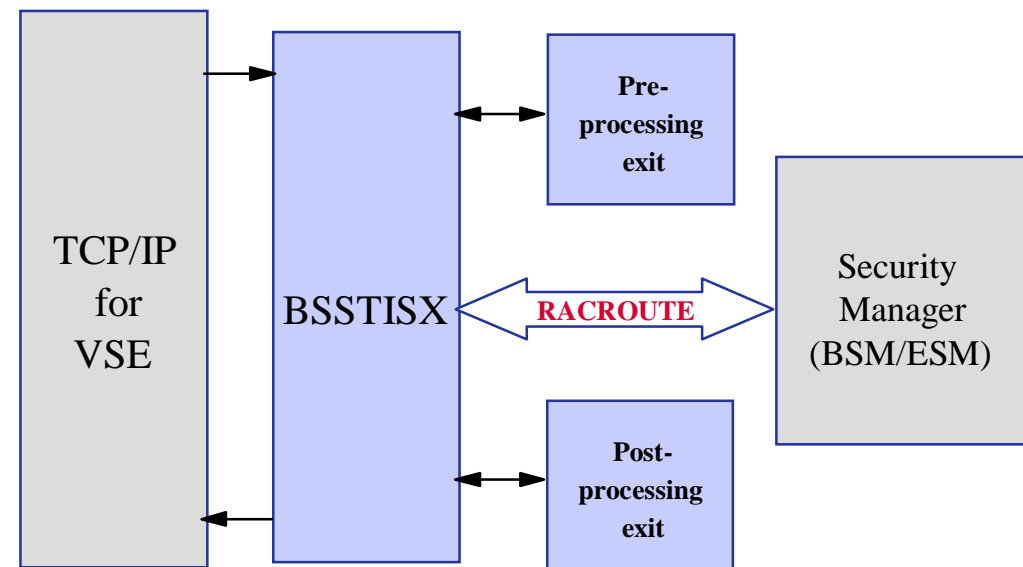 TCP/IP
for
VSE
BSSTISX
Pre-
processing
exit
RACROUTE
Security
Manager
(BSM/ESM)
Post-
processing
exit